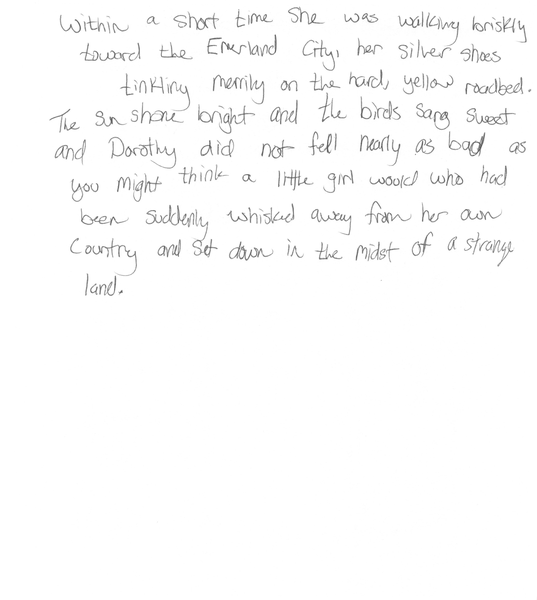 Within a short time She was walking briskly
toward the Emerland City, her silver shoes
tinkling merrily on the hard, yellow roadbed.
The Sun shone bright and the birds Sang Sweet
and Dorothy did not fell nearly as bad as
you might think a little girl would who had
been suddenly whisked away from her own
Country and Set down in the midst of a strange
land.